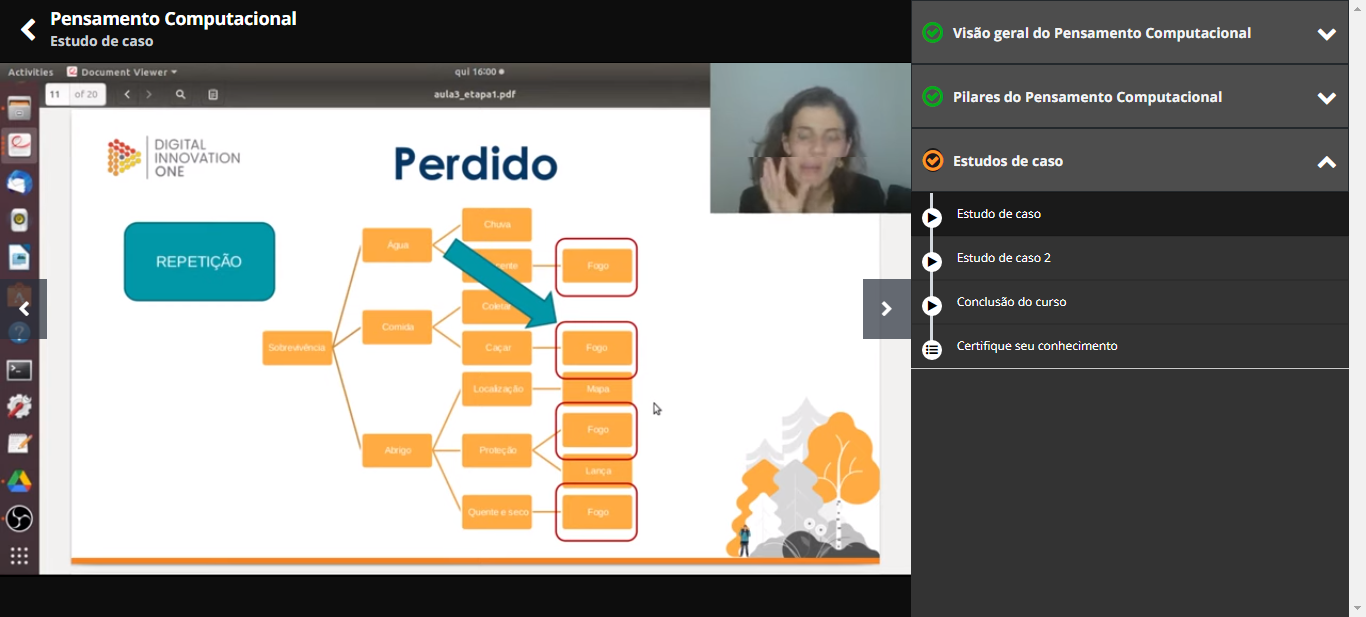 Pensamento Computacional
Estudo de caso
Activities
Document Viewer
qui 16:00
11 of 20
aula3_etapa1.pdf
DIGITAL
INNOVATION
ONE
Perdido
REPETIÇÃO
Sobrevivência
Água
Comida
Abrigo
Chuva
Fogo
Coletar
Caçar
Fogo
Localização
Mapa
Proteção
Fogo
Lança
Quente e seco
Fogo
Visão geral do Pensamento Computacional
Pilares do Pensamento Computacional
Estudos de caso
Estudo de caso
Estudo de caso 2
Conclusão do curso
Certifique seu conhecimento